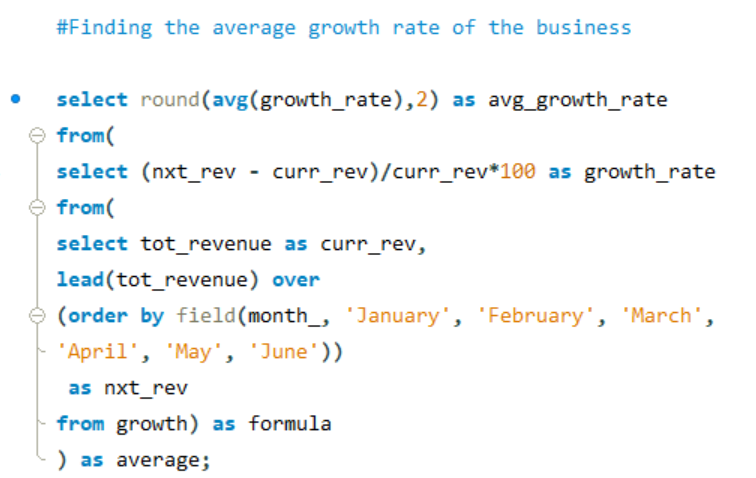 #Finding the average growth rate of the business
select round(avg(growth_rate),2) as avg_growth_rate
from(
select (nxt_rev - curr_rev)/curr_rev*100 as growth_rate
from(
select tot_revenue as curr_rev,
lead(tot_revenue) over
(order by field(month_, 'January', 'February', 'March',
'April', 'May', 'June'))
as nxt_rev
from growth) as formula
) as average;